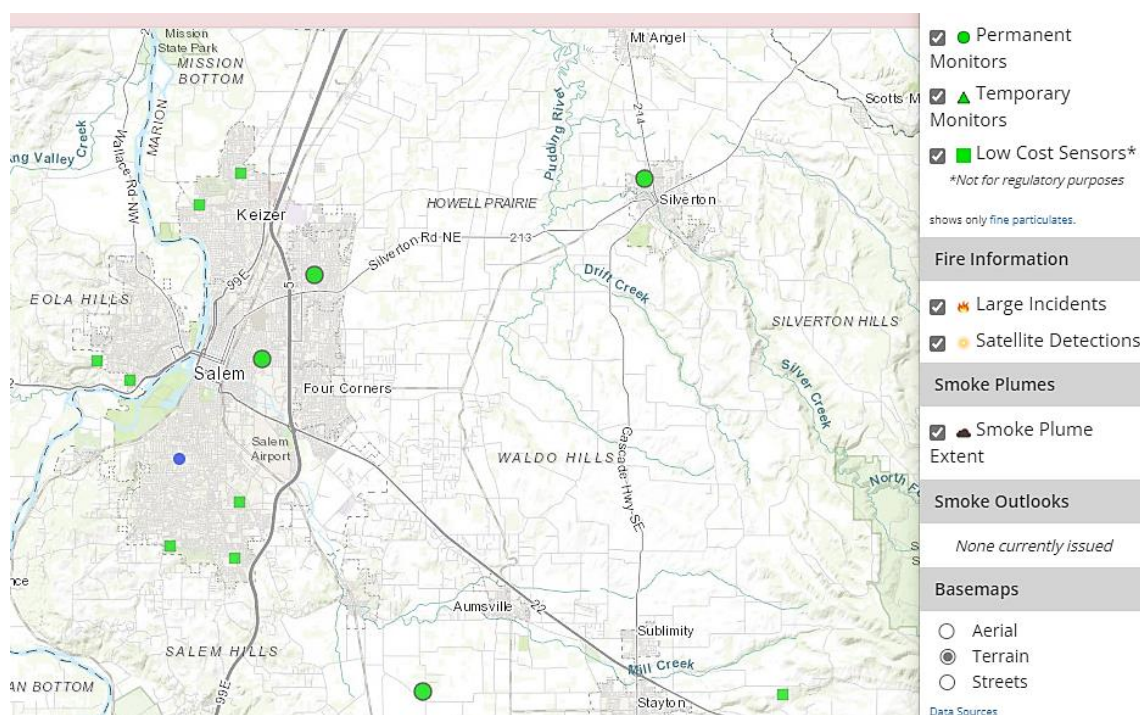 Mission
State Park
MISSION
BOTTOM
Mt Angel
Scotts M
Pudding River
214
MARION
Wallace Rd NW
ng Valley Creek
Keizer
HOWELL PRAIRIE
Silverton
Silverton Rd NE
213
99E
5
EOLA HILLS
Drift Creek
SILVERTON HILLS
Salem
Four Corners
Silver Creek
Salem
Airport
WALDO HILLS
Cascade Hwy SE
North Fo
nce
Aumsville
22
Sublimity
SALEM HILLS
Mill Creek
AN BOTTOM
99E
Stayton
Permanent
Monitors
Temporary
Monitors
Low Cost Sensors*
*Not for regulatory purposes
shows only fine particulates.
Fire Information
Large Incidents
Satellite Detections
Smoke Plumes
Smoke Plume
Extent
Smoke Outlooks
None currently issued
Basemaps
Aerial
Terrain
Streets
Data Sources